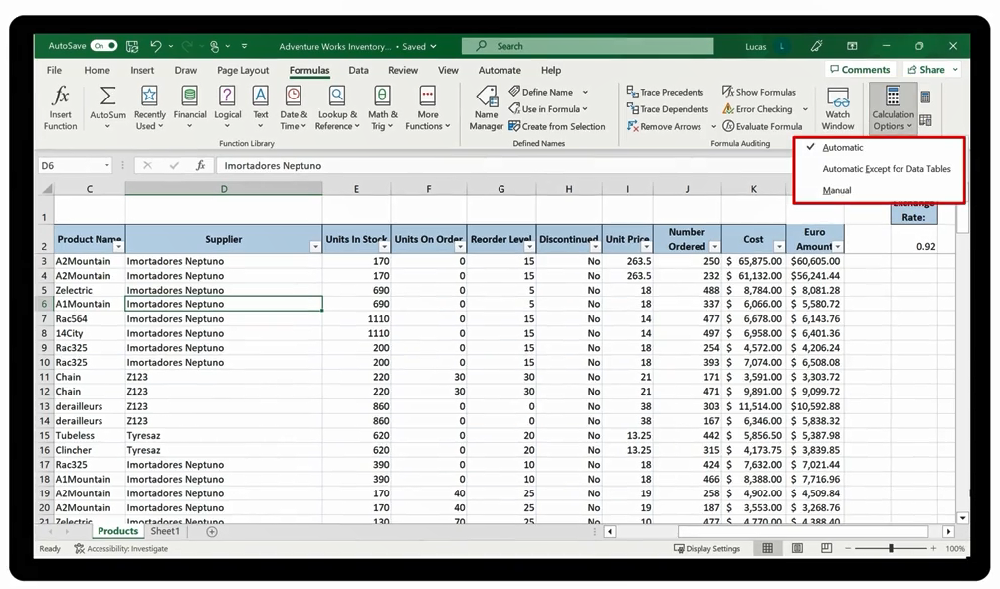 AutoSave On Adventure Works Inventory... • Saved Search Lucas L
File Home Insert Draw Page Layout Formulas Data Review View Automate Help Comments Share
Insert Function AutoSum Recently Used Financial Logical Text Date & Time Lookup & Reference Math & Trig More Functions Name Manager Define Name Use in Formula Create from Selection Trace Precedents Trace Dependents Remove Arrows Show Formulas Error Checking Evaluate Formula Watch Window Calculation Options
Function Library Defined Names Formula Auditing
Automatic
Automatic Except for Data Tables
Manual
D6 fx Imortadores Neptuno
C D E F G H I J K
1 Exchange Rate:
2 Product Name Supplier Units In Stock Units On Order Reorder Level Discontinued Unit Price Number Ordered Cost Euro Amount 0.92
3 A2Mountain Imortadores Neptuno 170 0 15 No 263.5 250 $ 65,875.00 $60,605.00
4 A2Mountain Imortadores Neptuno 170 0 15 No 263.5 232 $ 61,132.00 $56,241.44
5 Zelectric Imortadores Neptuno 690 0 5 No 18 488 $ 8,784.00 $ 8,081.28
6 A1Mountain Imortadores Neptuno 690 0 5 No 18 337 $ 6,066.00 $ 5,580.72
7 Rac564 Imortadores Neptuno 1110 0 15 No 14 477 $ 6,678.00 $ 6,143.76
8 14City Imortadores Neptuno 1110 0 15 No 14 497 $ 6,958.00 $ 6,401.36
9 Rac325 Imortadores Neptuno 200 0 15 No 18 254 $ 4,572.00 $ 4,206.24
10 Rac325 Imortadores Neptuno 200 0 15 No 18 393 $ 7,074.00 $ 6,508.08
11 Chain Z123 220 30 30 No 21 171 $ 3,591.00 $ 3,303.72
12 Chain Z123 220 30 30 No 21 471 $ 9,891.00 $ 9,099.72
13 derailleurs Z123 860 0 0 No 38 303 $ 11,514.00 $10,592.88
14 derailleurs Z123 860 0 0 No 38 167 $ 6,346.00 $ 5,838.32
15 Tubeless Tyresaz 620 0 20 No 13.25 442 $ 5,856.50 $ 5,387.98
16 Clincher Tyresaz 620 0 20 No 13.25 315 $ 4,173.75 $ 3,839.85
17 Rac325 Imortadores Neptuno 390 0 10 No 18 424 $ 7,632.00 $ 7,021.44
18 A1Mountain Imortadores Neptuno 390 0 10 No 18 466 $ 8,388.00 $ 7,716.96
19 A2Mountain Imortadores Neptuno 170 40 25 No 19 258 $ 4,902.00 $ 4,509.84
20 A2Mountain Imortadores Neptuno 170 40 25 No 19 187 $ 3,553.00 $ 3,268.76
21 Zelectric Imortadores Neptuno 130 70 25 No 10 477 $ 4,770.00 $ 4,388.40
Products Sheet1
Ready Accessibility: Investigate Display Settings 100%